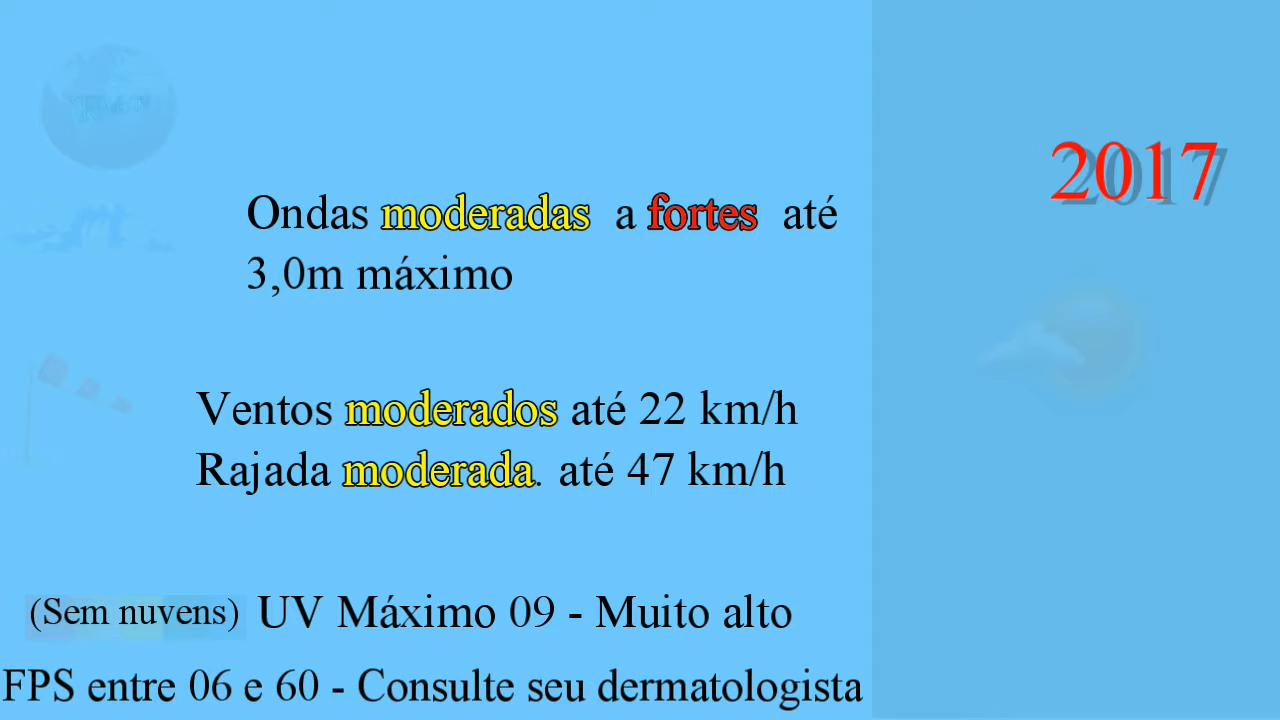 2017
Ondas moderadas a fortes até
3,0m máximo
Ventos moderados até 22 km/h
Rajada moderada. até 47 km/h
(Sem nuvens) UV Máximo 09 - Muito alto
FPS entre 06 e 60 - Consulte seu dermatologista